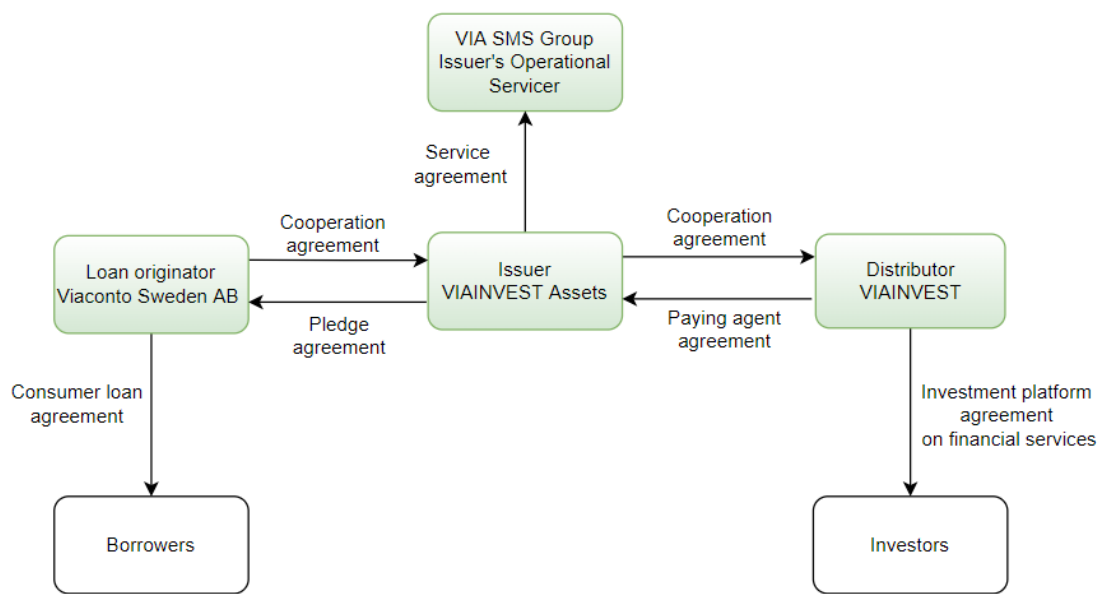 VIA SMS Group
Issuer's Operational
Servicer
Service
agreement
Cooperation
agreement
Cooperation
agreement
Loan originator
Viaconto Sweden AB
Issuer
VIAINVEST Assets
Distributor
VIAINVEST
Pledge
agreement
Paying agent
agreement
Consumer loan
agreement
Investment platform
agreement
on financial services
Borrowers
Investors